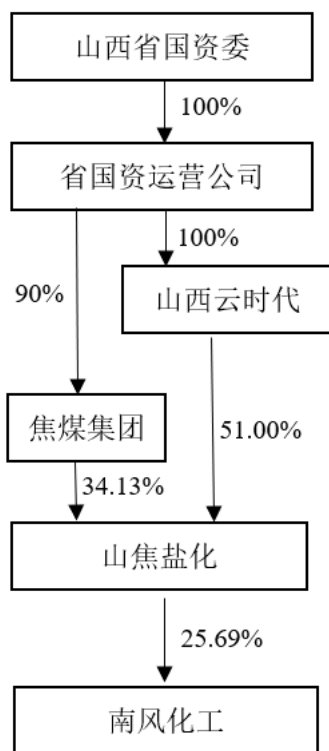 山西省国资委
100%
省国资运营公司
100%
90%
山西云时代
焦煤集团
51.00%
34.13%
山焦盐化
25.69%
南风化工